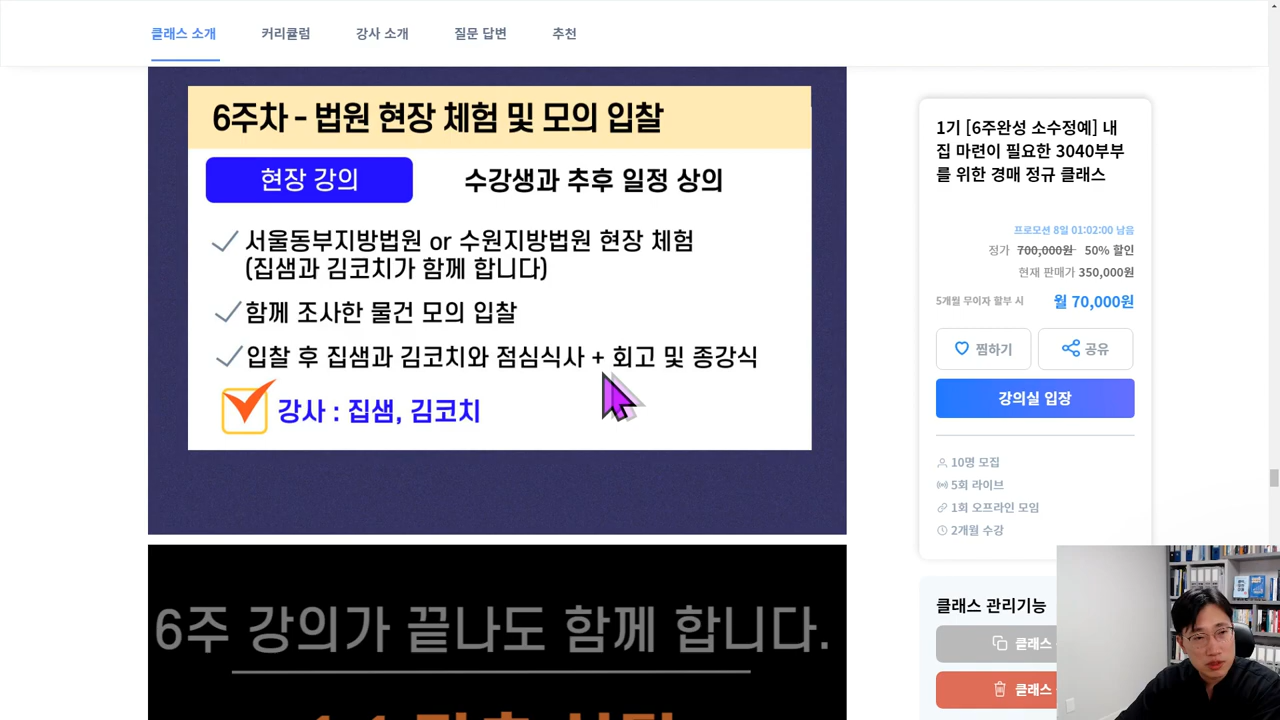 클래스 소개 커리큘럼 강사 소개 질문 답변 추천
6주차 - 법원 현장 체험 및 모의 입찰
현장 강의 수강생과 추후 일정 상의
서울동부지방법원 or 수원지방법원 현장 체험
(집샘과 김코치가 함께 합니다)
함께 조사한 물건 모의 입찰
입찰 후 집샘과 김코치와 점심식사 + 회고 및 종강식
강사 : 집샘, 김코치
6주 강의가 끝나도 함께 합니다.
1기 [6주완성 소수정예] 내
집 마련이 필요한 3040부부
를 위한 경매 정규 클래스
프로모션 8일 01:02:00 남음
정가 700,000원 50% 할인
현재 판매가 350,000원
5개월 무이자 할부 시 월 70,000원
찜하기 공유
강의실 입장
10명 모집
5회 라이브
1회 오프라인 모임
2개월 수강
클래스 관리기능
클래스
클래스